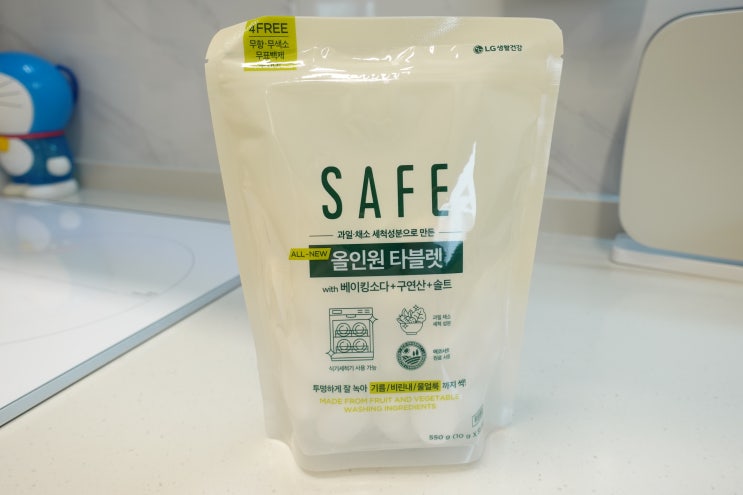 4FREE
무향·무색소
무표백제
LG생활건강
SAFE
과일·채소 세척성분으로 만든
ALL-NEW
올인원 타블렛
with 베이킹소다+구연산+솔트
과일 채소
세척 성분
식기세척기 사용 가능
투명하게 잘 녹아 기름/비린내/물얼룩 까지 싹!
MADE FROM FRUIT AND VEGETABLE
WASHING INGREDIENTS
550 g (10 g X